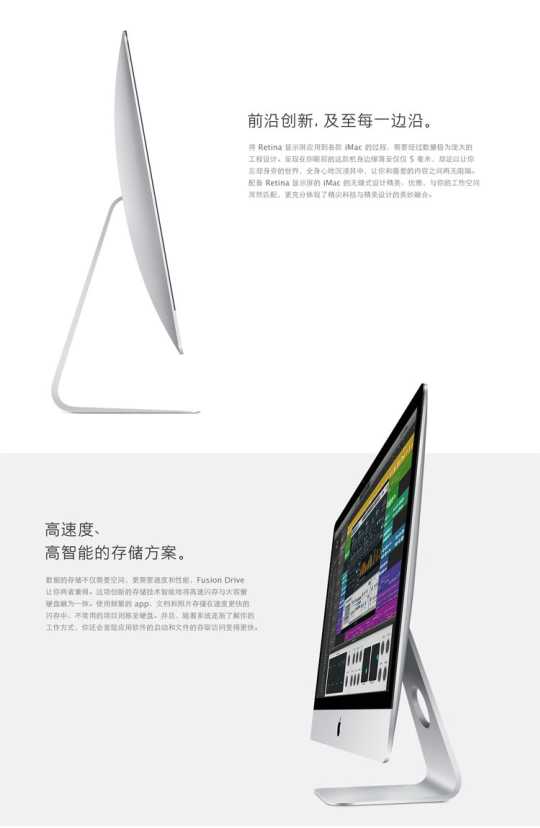 前沿创新，及至每一边沿。
将 Retina 显示屏应用到各款 iMac 的过程，需要经过数量极为庞大的
工程设计。呈现在你眼前的这款机身边缘薄至仅仅 5 毫米，却足以让你
忘却身旁的世界，全身心地沉浸其中，让你和喜爱的内容之间再无阻隔。
配备 Retina 显示屏的 iMac 的无缝式设计精美、优雅，与你的工作空间
浑然匹配，更充分体现了精尖科技与精美设计的美妙融合。
高速度、
高智能的存储方案。
数据的存储不仅需要空间，更需要速度和性能，Fusion Drive
让你两者兼得。这项创新的存储技术智能地将高速闪存与大容量
硬盘融为一体。使用频繁的 app、文档和照片存储在速度更快的
闪存中，不常用的项目则移至硬盘。并且，随着系统逐渐了解你的
工作方式，你还会发现应用软件的启动和文件的存取访问变得更快。